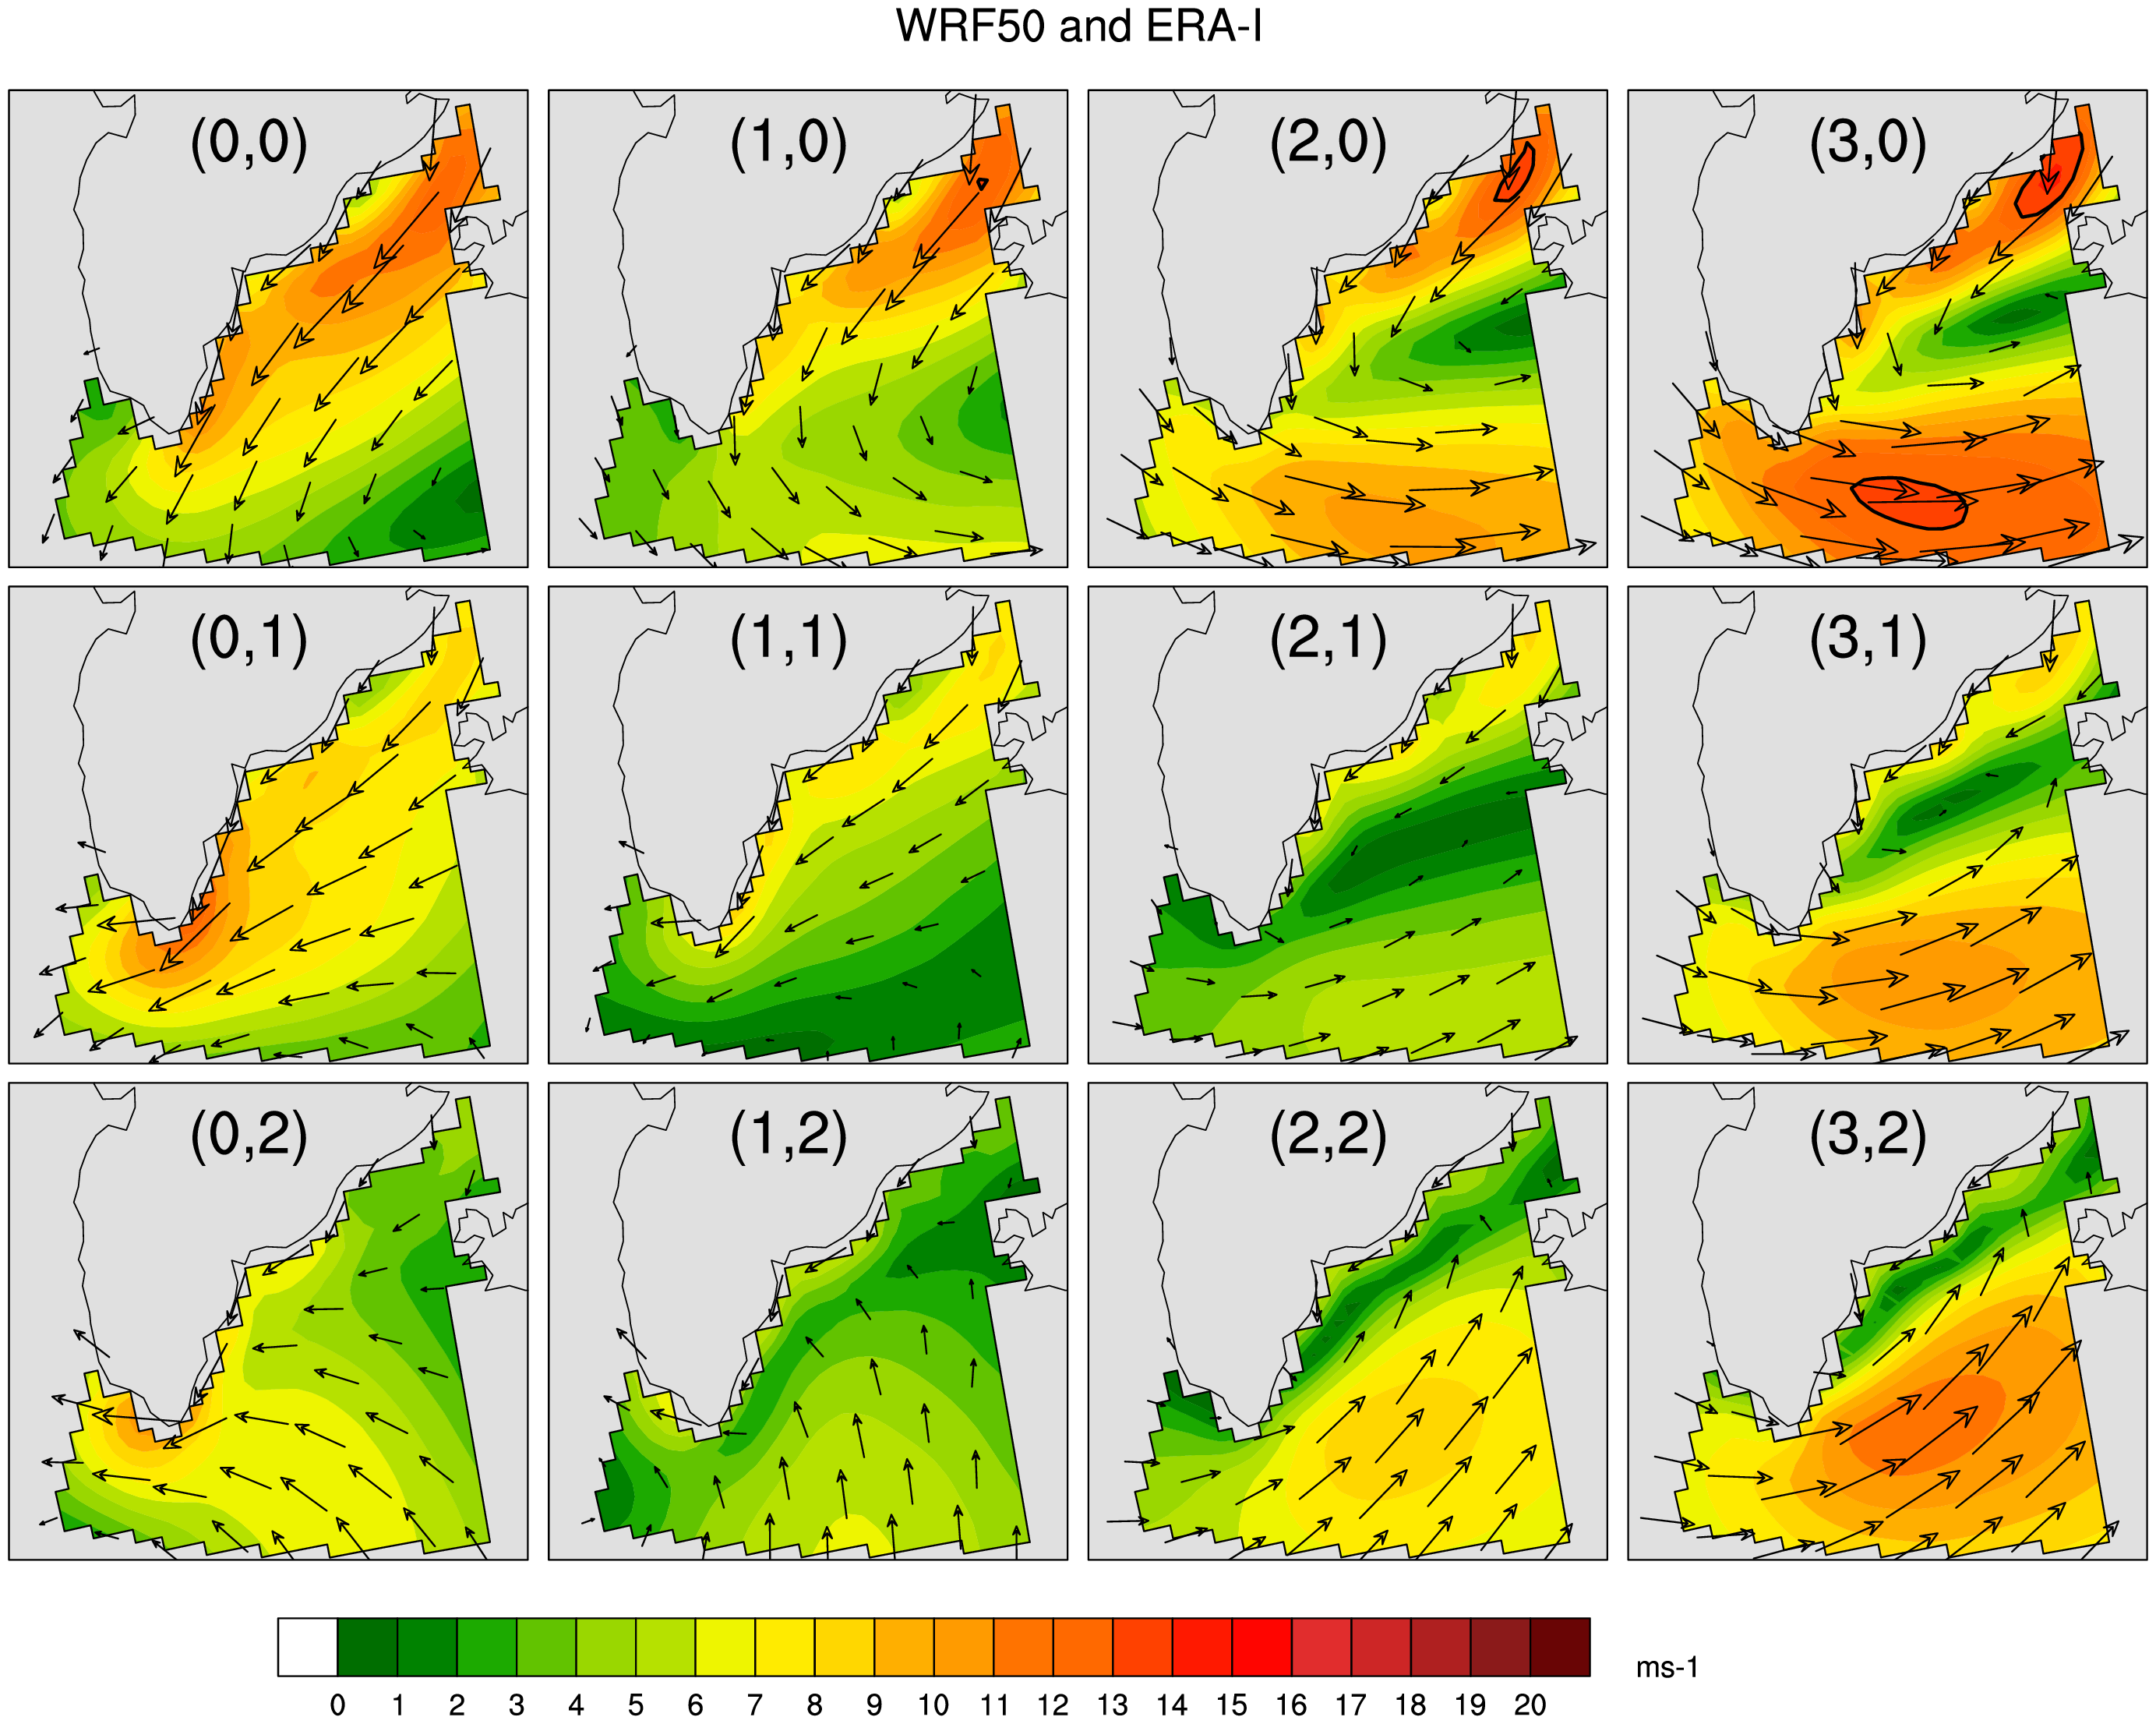 WRF50 and ERA-I
(0,0) (1,0) (2,0) (3,0)
(0,1) (1,1) (2,1) (3,1)
(0,2) (1,2) (2,2) (3,2)
ms-1
0 1 2 3 4 5 6 7 8 9 10 11 12 13 14 15 16 17 18 19 20